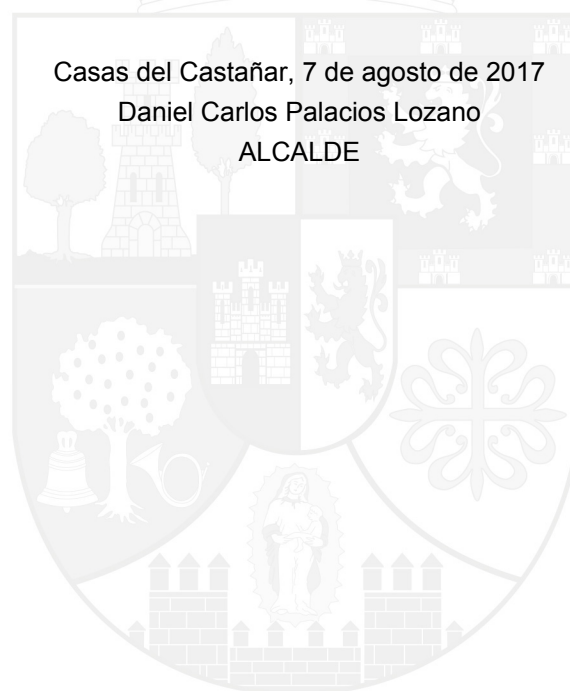 Casas del Castañar, 7 de agosto de 2017
Daniel Carlos Palacios Lozano
ALCALDE